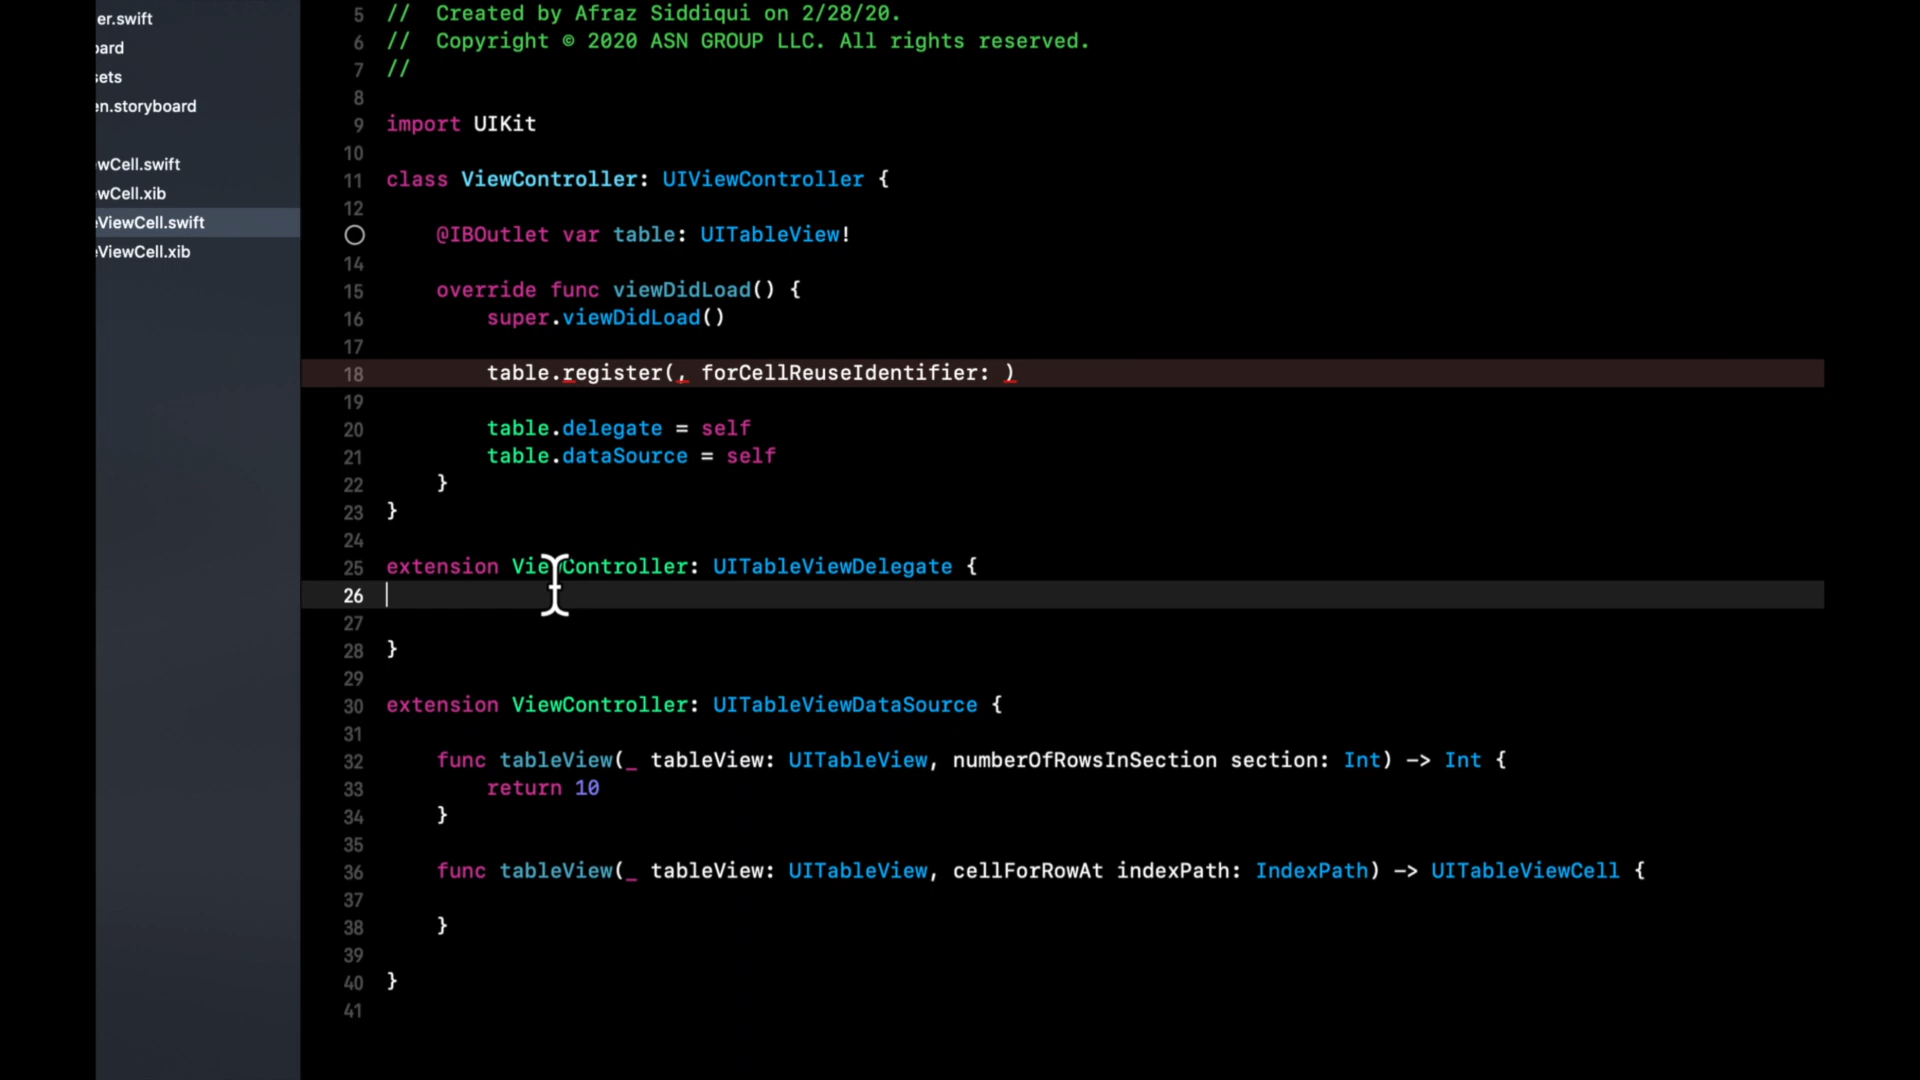 er.swift
oard
sets
en.storyboard
wCell.swift
wCell.xib
eViewCell.swift
eViewCell.xib
5 //  Created by Afraz Siddiqui on 2/28/20.
6 //  Copyright © 2020 ASN GROUP LLC. All rights reserved.
7 //
8
9 import UIKit
10
11 class ViewController: UIViewController {
12
@IBOutlet var table: UITableView!
14
15 override func viewDidLoad() {
16 super.viewDidLoad()
17
18 table.register(, forCellReuseIdentifier: )
19
20 table.delegate = self
21 table.dataSource = self
22 }
23 }
24
25 extension ViewController: UITableViewDelegate {
26
27
28 }
29
30 extension ViewController: UITableViewDataSource {
31
32 func tableView(_ tableView: UITableView, numberOfRowsInSection section: Int) -> Int {
33 return 10
34 }
35
36 func tableView(_ tableView: UITableView, cellForRowAt indexPath: IndexPath) -> UITableViewCell {
37
38 }
39
40 }
41